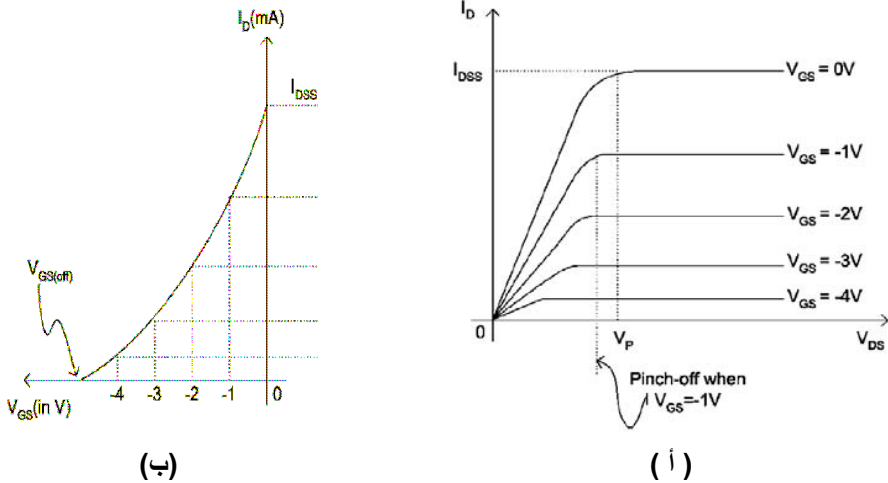 I_D(mA)
I_DSS
V_GS(off)
-4 -3 -2 -1 0
V_GS(in V)
(ب)
I_D
I_DSS
V_GS = 0V
V_GS = -1V
V_GS = -2V
V_GS = -3V
V_GS = -4V
0
V_P
V_DS
Pinch-off when
V_GS=-1V
(أ)